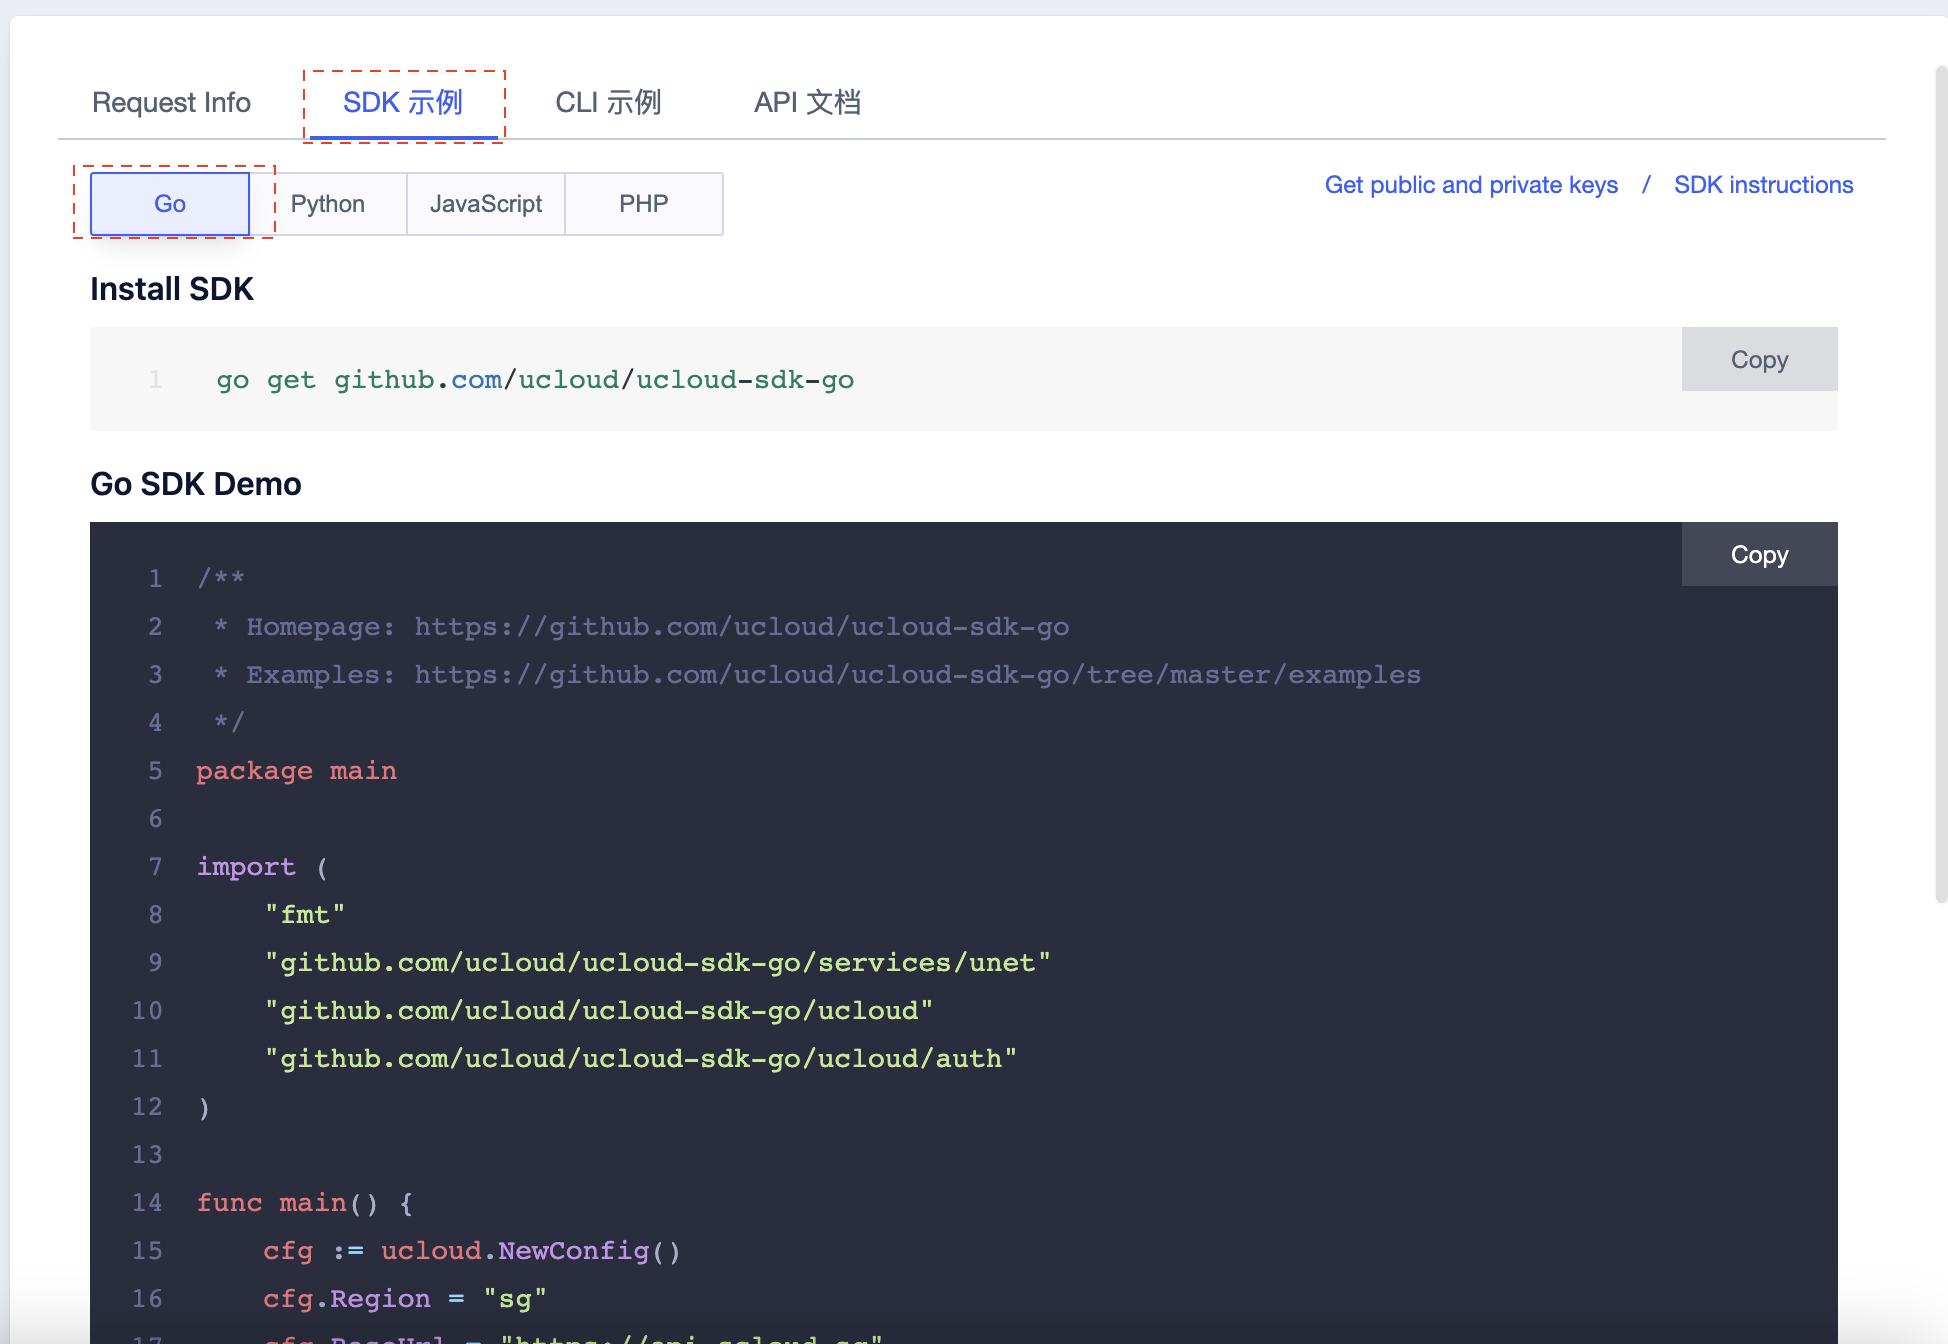 Request Info SDK 示例 CLI 示例 API 文档
Go Python JavaScript PHP Get public and private keys / SDK instructions
Install SDK
Copy
1 go get github.com/ucloud/ucloud-sdk-go
Go SDK Demo
Copy
1 /**
2  * Homepage: https://github.com/ucloud/ucloud-sdk-go
3  * Examples: https://github.com/ucloud/ucloud-sdk-go/tree/master/examples
4  */
5 package main
6
7 import (
8     "fmt"
9     "github.com/ucloud/ucloud-sdk-go/services/unet"
10     "github.com/ucloud/ucloud-sdk-go/ucloud"
11     "github.com/ucloud/ucloud-sdk-go/ucloud/auth"
12 )
13
14 func main() {
15     cfg := ucloud.NewConfig()
16     cfg.Region = "sg"
17     cfg.BaseUrl =